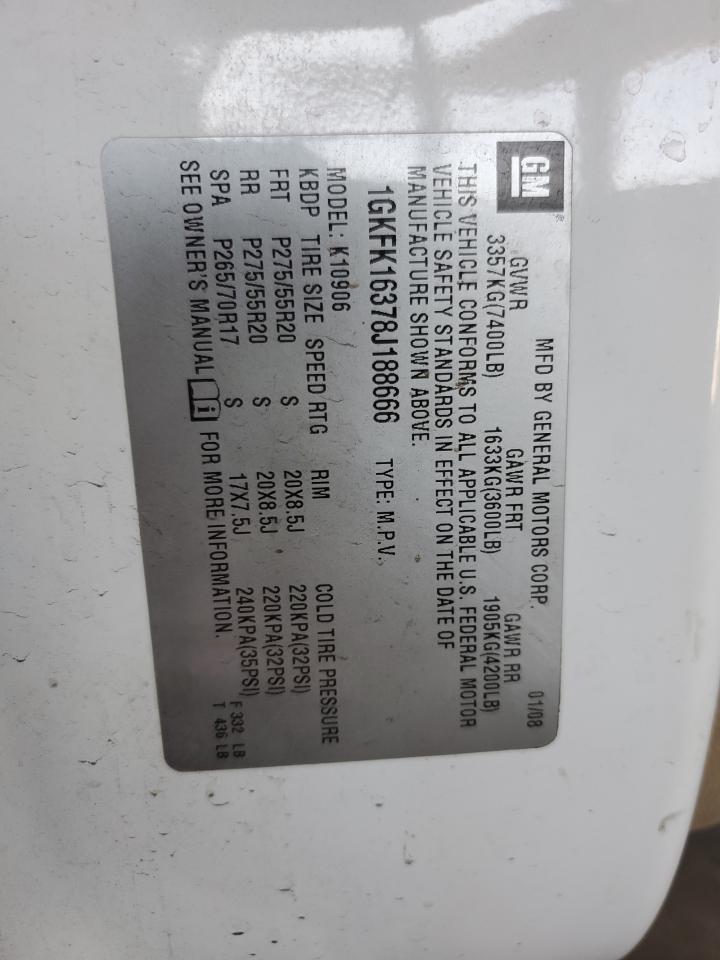 GM MFD BY GENERAL MOTORS CORP. 01/08
GVWR GAWR FRT GAWR RR
3357KG(7400LB) 1633KG(3600LB) 1905KG(4200LB)
THIS VEHICLE CONFORMS TO ALL APPLICABLE U.S. FEDERAL MOTOR
VEHICLE SAFETY STANDARDS IN EFFECT ON THE DATE OF
MANUFACTURE SHOWN ABOVE.
1GKFK16378J188666 TYPE: M.P.V.
MODEL: K10906
KBDP TIRE SIZE SPEED RTG RIM COLD TIRE PRESSURE
FRT P275/55R20 S 20X8.5J 220KPA(32PSI)
RR P275/55R20 S 20X8.5J 220KPA(32PSI)
SPA P265/70R17 S 17X7.5J 240KPA(35PSI) F 332 LB
SEE OWNER'S MANUAL i FOR MORE INFORMATION. T 436 LB